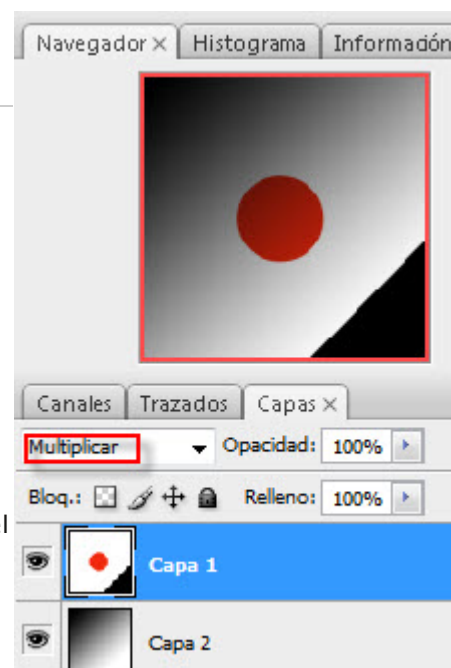 Navegador × Histograma Información
Canales Trazados Capas ×
Multiplicar Opacidad: 100%
Bloq.: Relleno: 100%
Capa 1
Capa 2